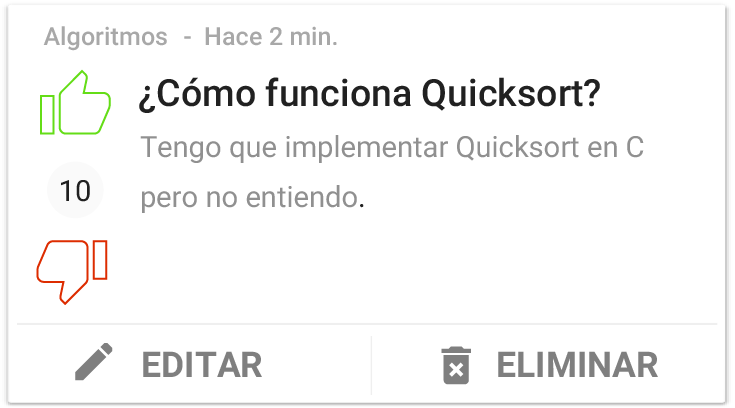 Algoritmos - Hace 2 min.
¿Cómo funciona Quicksort?
Tengo que implementar Quicksort en C
pero no entiendo.
10
EDITAR
ELIMINAR